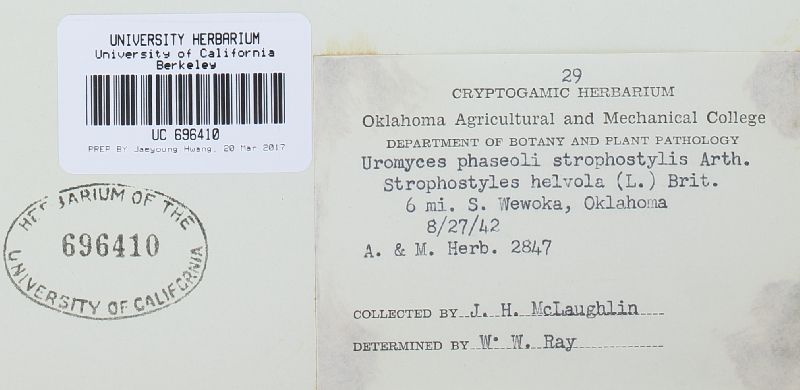 UNIVERSITY HERBARIUM
University of California
Berkeley
UC 696410
PREP BY Jaeyoung Hwang, 20 Mar 2017
HERBARIUM OF THE
696410
UNIVERSITY OF CALIFORNIA
29
CRYPTOGAMIC HERBARIUM
Oklahoma Agricultural and Mechanical College
DEPARTMENT OF BOTANY AND PLANT PATHOLOGY
Uromyces phaseoli strophostylis Arth.
Strophostyles helvola (L.) Brit.
6 mi. S. Wewoka, Oklahoma
8/27/42
A. & M. Herb. 2847
COLLECTED BY J. H. McLaughlin
DETERMINED BY W. W. Ray